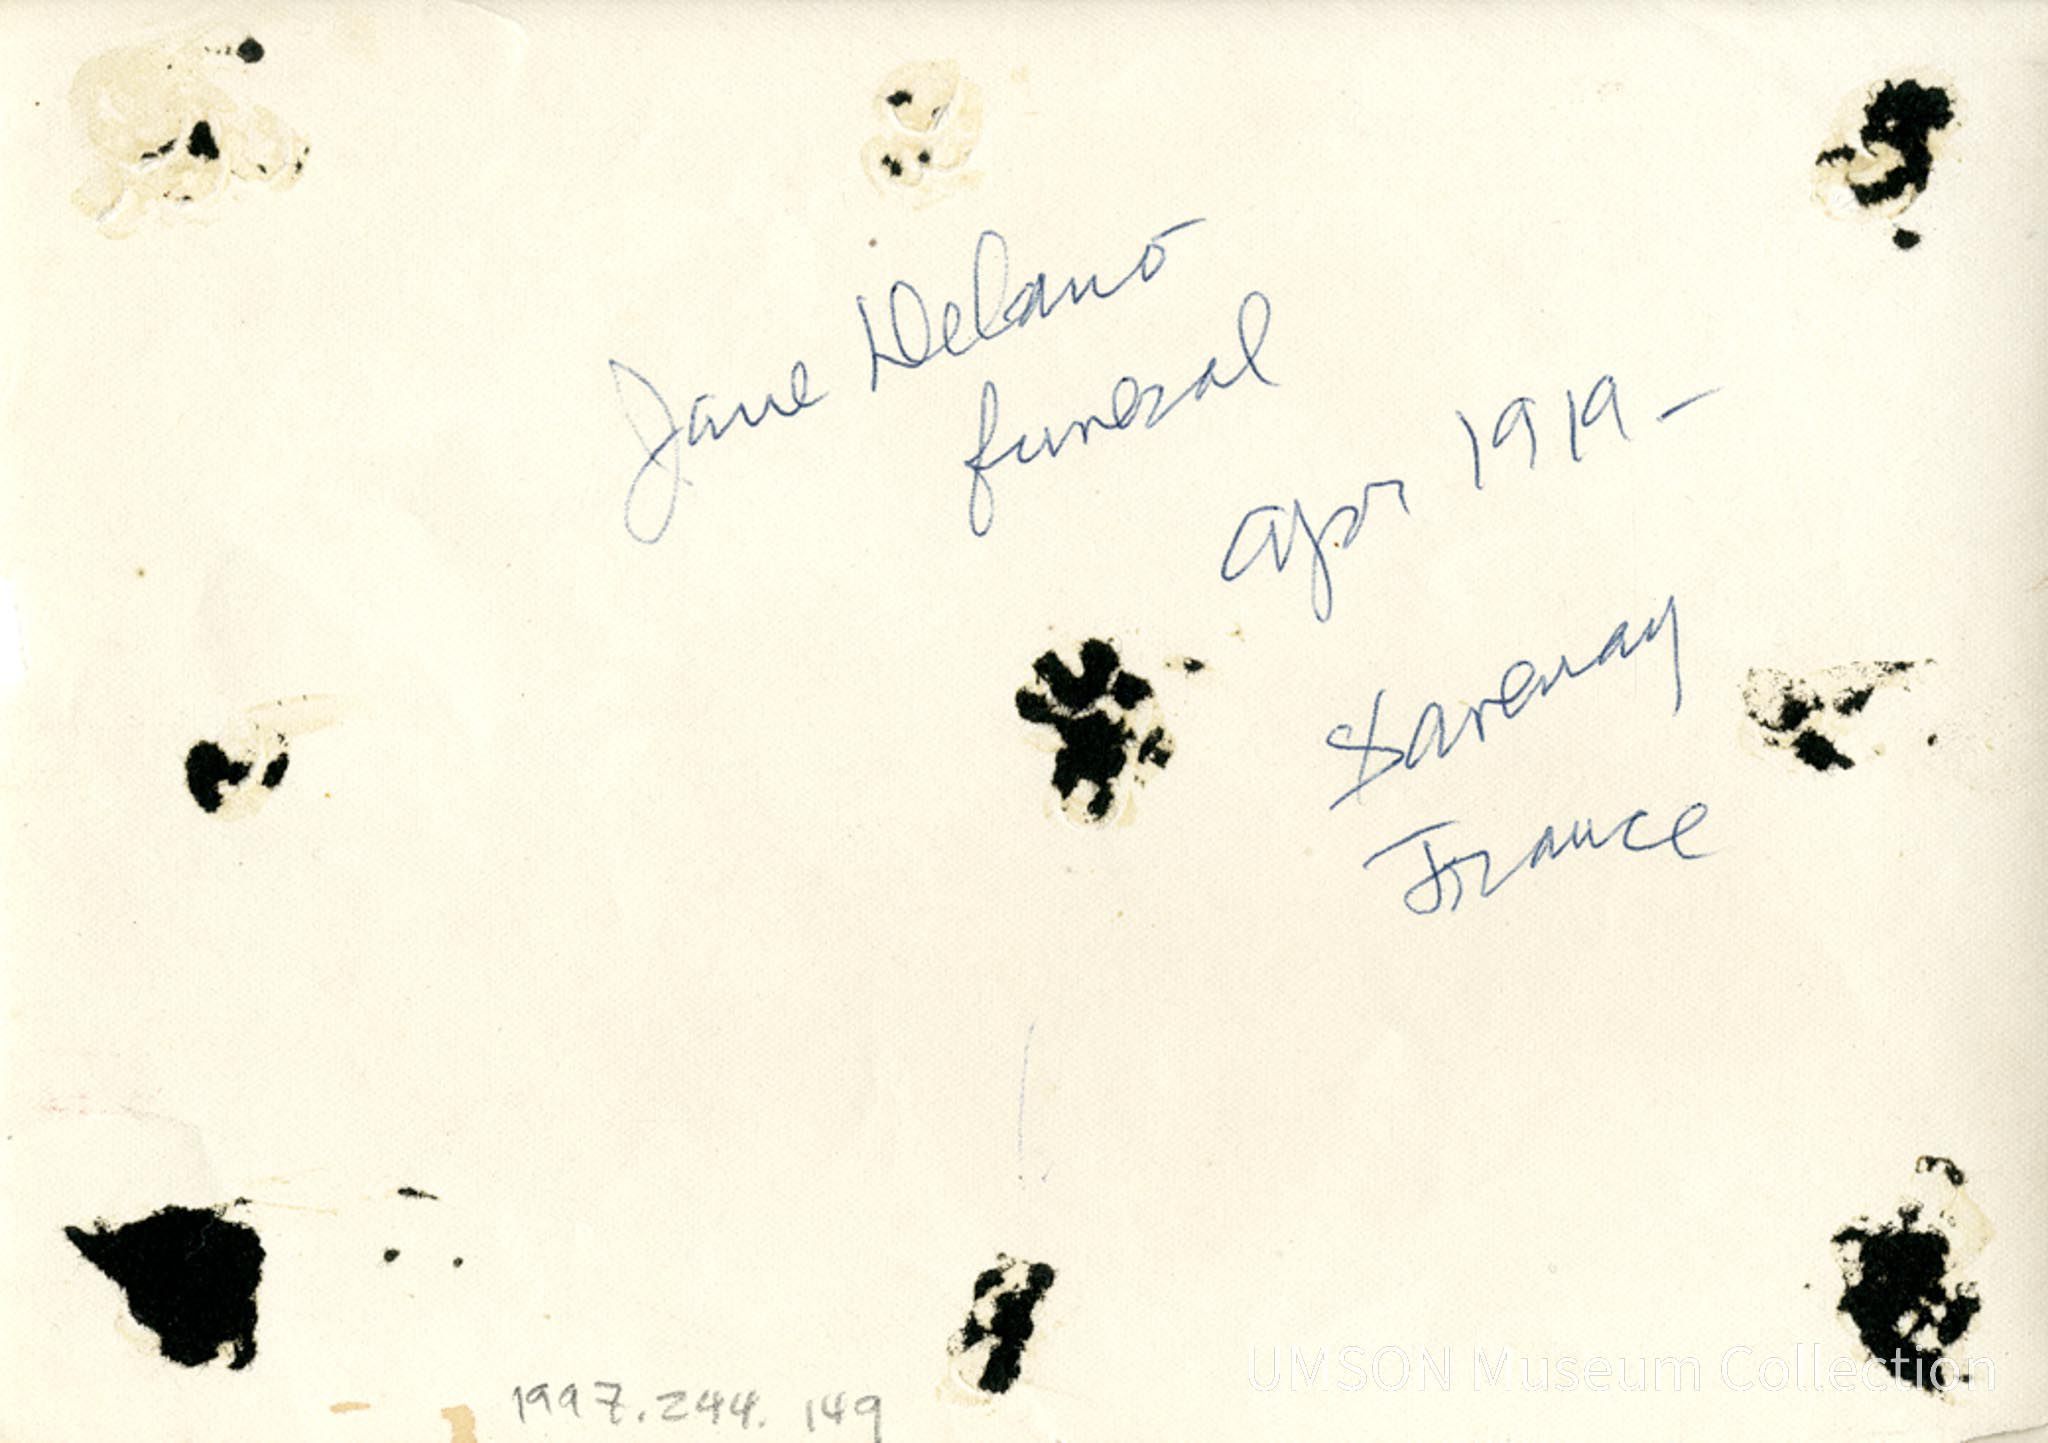 Jane Delano
funeral
Apr 1919-
Savenay
France
1997.244.149
UMSON Museum Collection